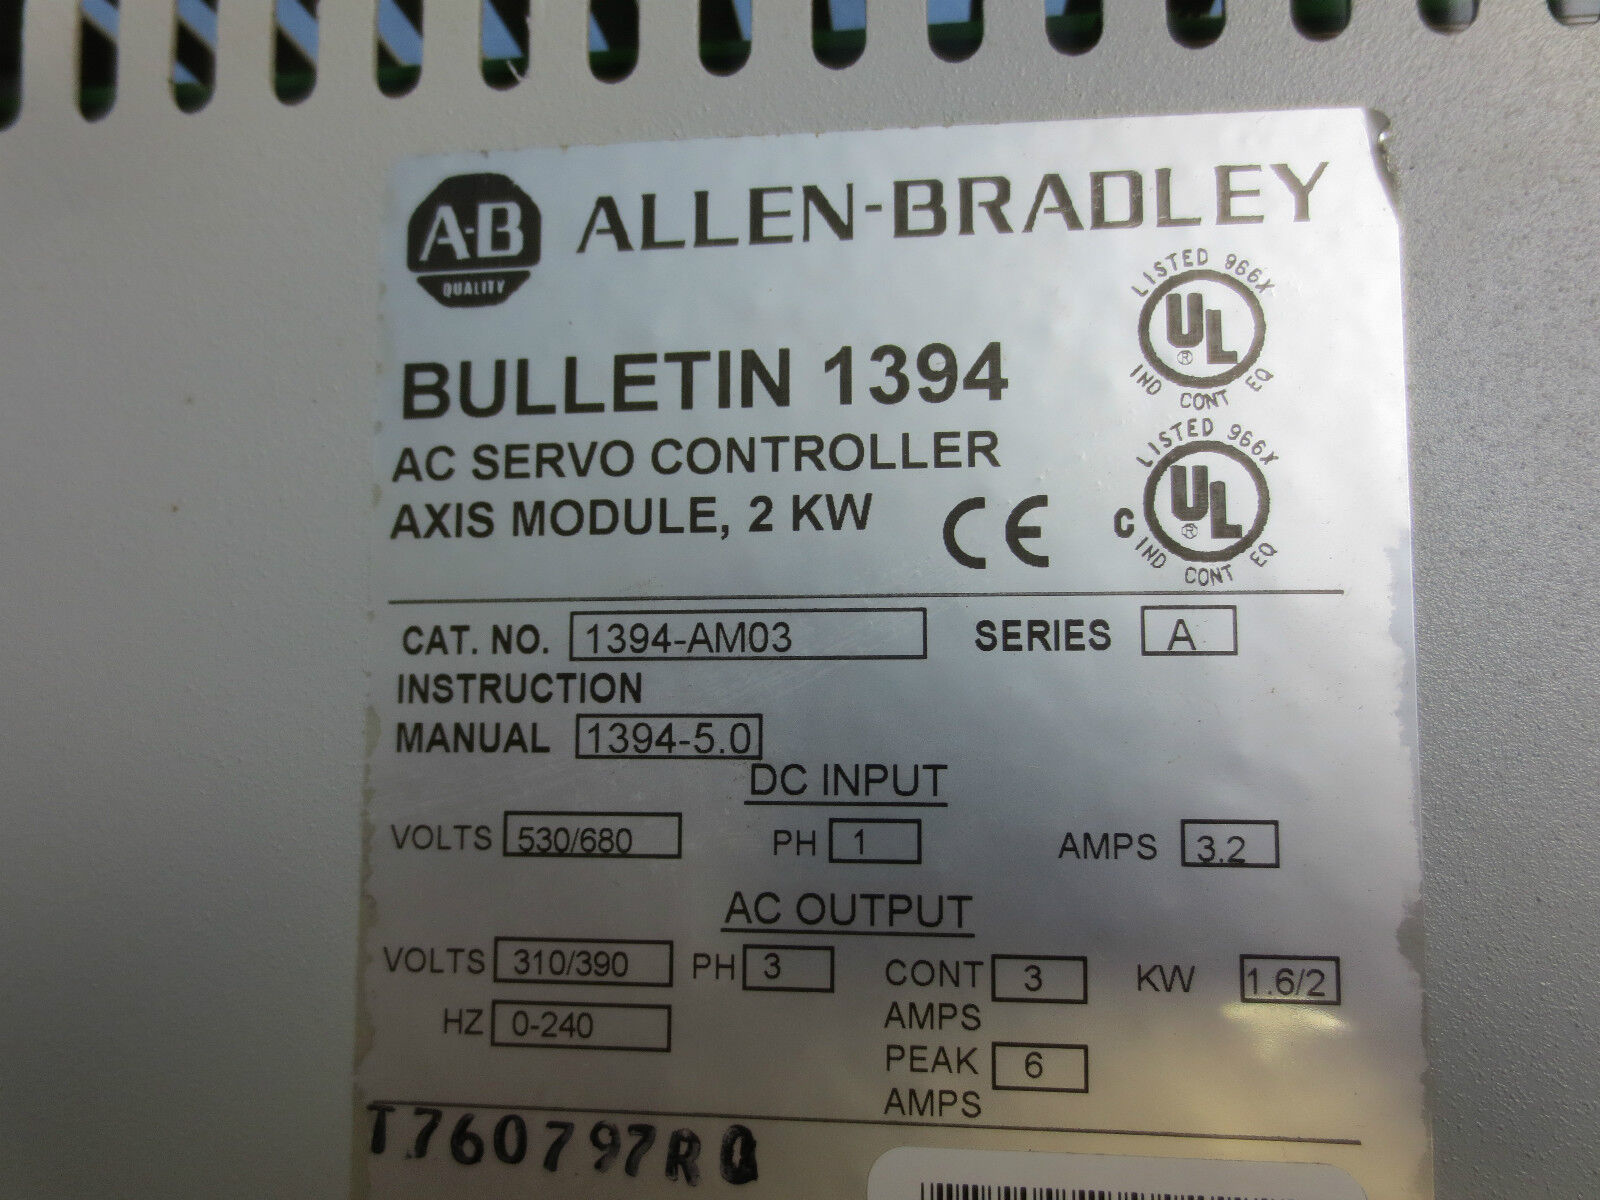 A-B QUALITY ALLEN-BRADLEY
LISTED 966X
UL ®
IND CONT EQ
BULLETIN 1394
AC SERVO CONTROLLER
AXIS MODULE, 2 KW CE
LISTED 966X
C UL ®
IND CONT EQ
CAT. NO. 1394-AM03 SERIES A
INSTRUCTION
MANUAL 1394-5.0
DC INPUT
VOLTS 530/680 PH 1 AMPS 3.2
AC OUTPUT
VOLTS 310/390 PH 3 CONT 3 KW 1.6/2
AMPS
HZ 0-240
PEAK 6
AMPS
T760797RQ